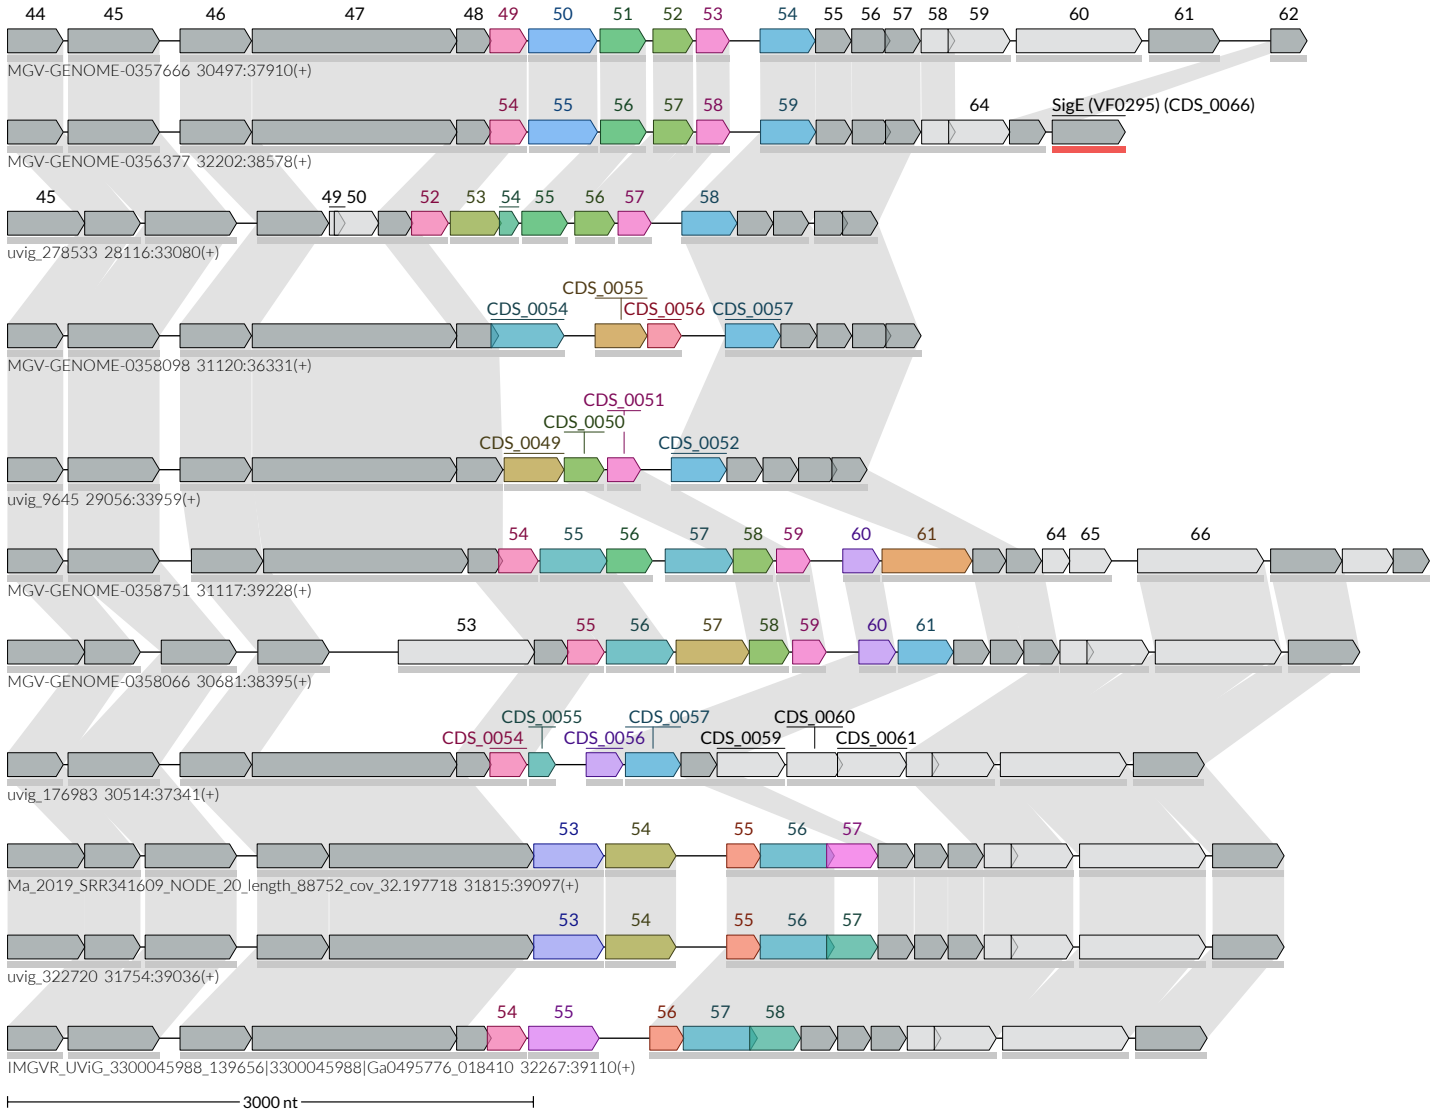 44 45 46 47 48 49 50 51 52 53 54 55 56 57 58 59 60 61 62
MGV-GENOME-0357666 30497:37910(+)
54 55 56 57 58 59 64 SigE (VF0295) (CDS_0066)
MGV-GENOME-0356377 32202:38578(+)
45 49 50 52 53 54 55 56 57 58
uvig_278533 28116:33080(+)
CDS_0055
CDS_0054 CDS_0056 CDS_0057
MGV-GENOME-0358098 31120:36331(+)
CDS_0051
CDS_0050
CDS_0049 CDS_0052
uvig_9645 29056:33959(+)
54 55 56 57 58 59 60 61 64 65 66
MGV-GENOME-0358751 31117:39228(+)
53 55 56 57 58 59 60 61
MGV-GENOME-0358066 30681:38395(+)
CDS_0055 CDS_0057 CDS_0060
CDS_0054 CDS_0056 CDS_0059 CDS_0061
uvig_176983 30514:37341(+)
53 54 55 56 57
Ma_2019_SRR341609_NODE_20_length_88752_cov_32.197718 31815:39097(+)
53 54 55 56 57
uvig_322720 31754:39036(+)
54 55 56 57 58
IMGVR_UViG_3300045988_139656|3300045988|Ga0495776_018410 32267:39110(+)
3000 nt